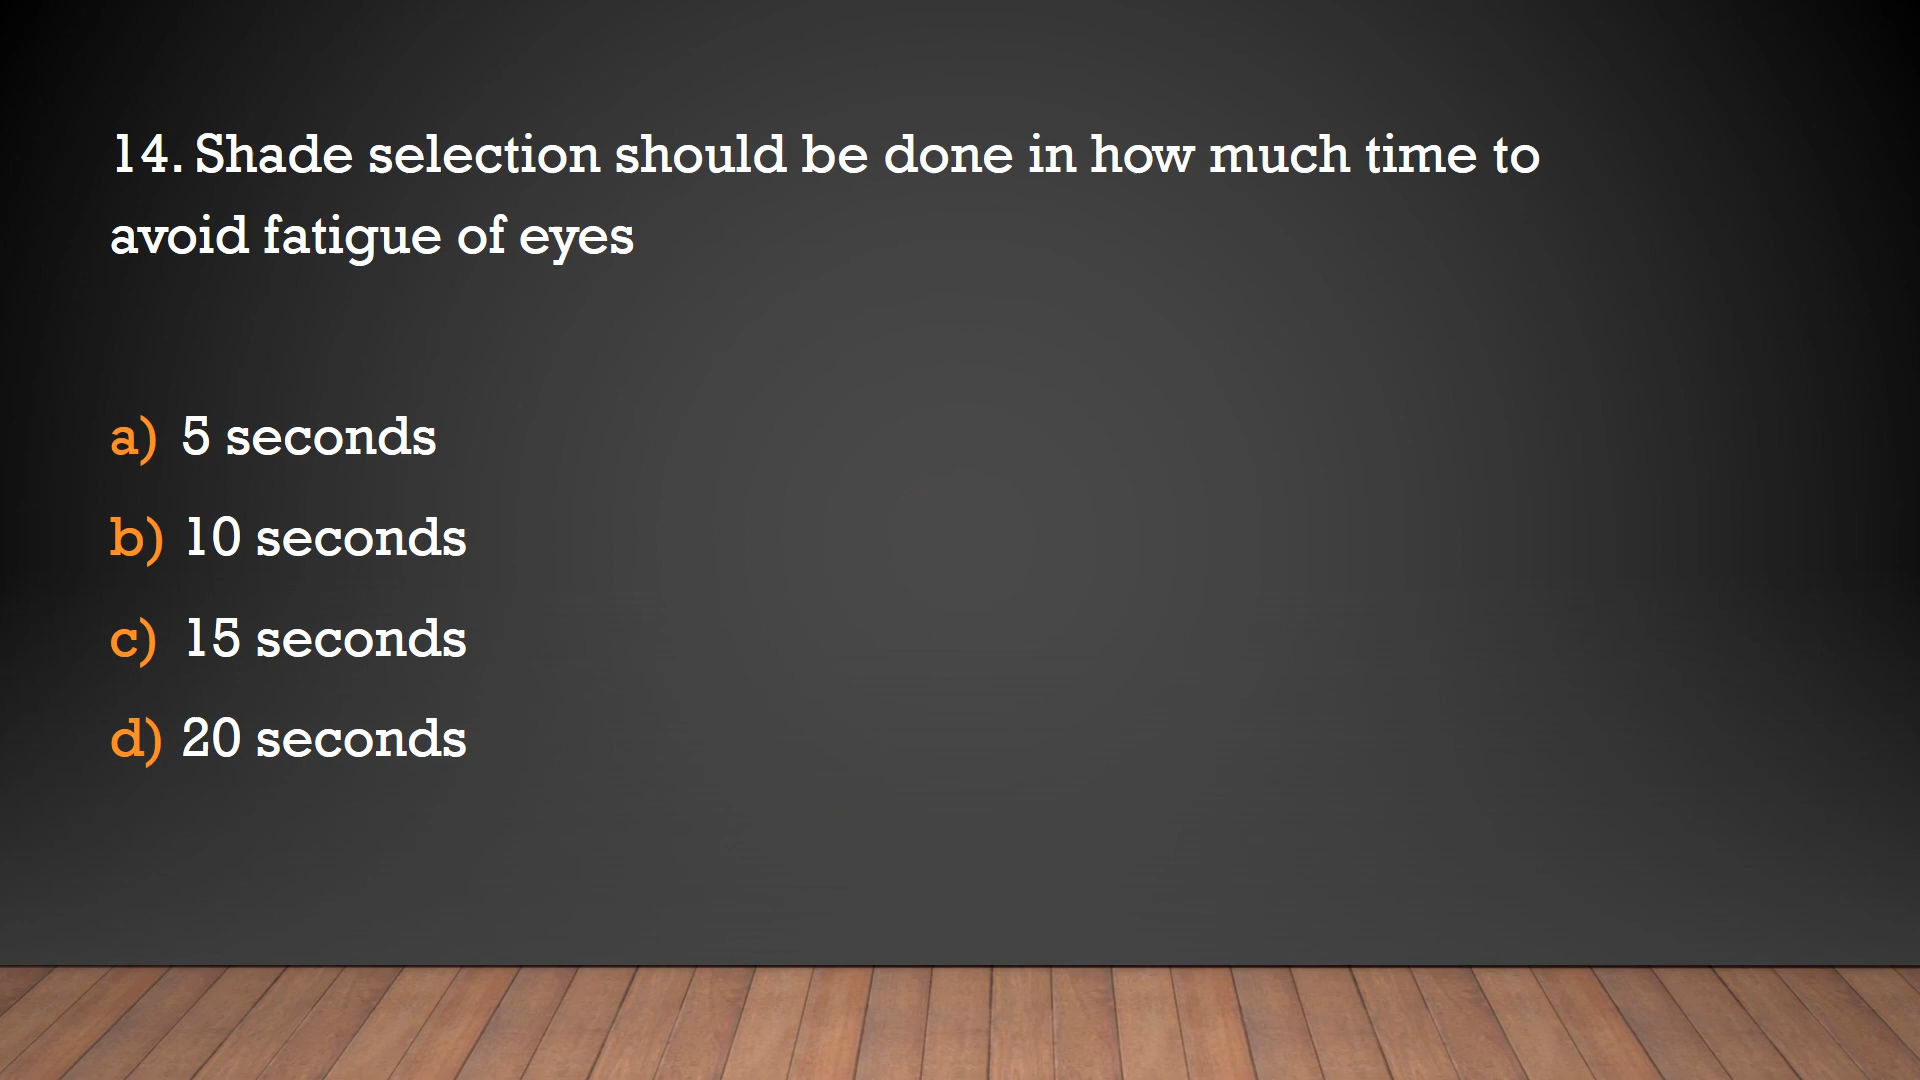 14. Shade selection should be done in how much time to
avoid fatigue of eyes
a) 5 seconds
b) 10 seconds
c) 15 seconds
d) 20 seconds